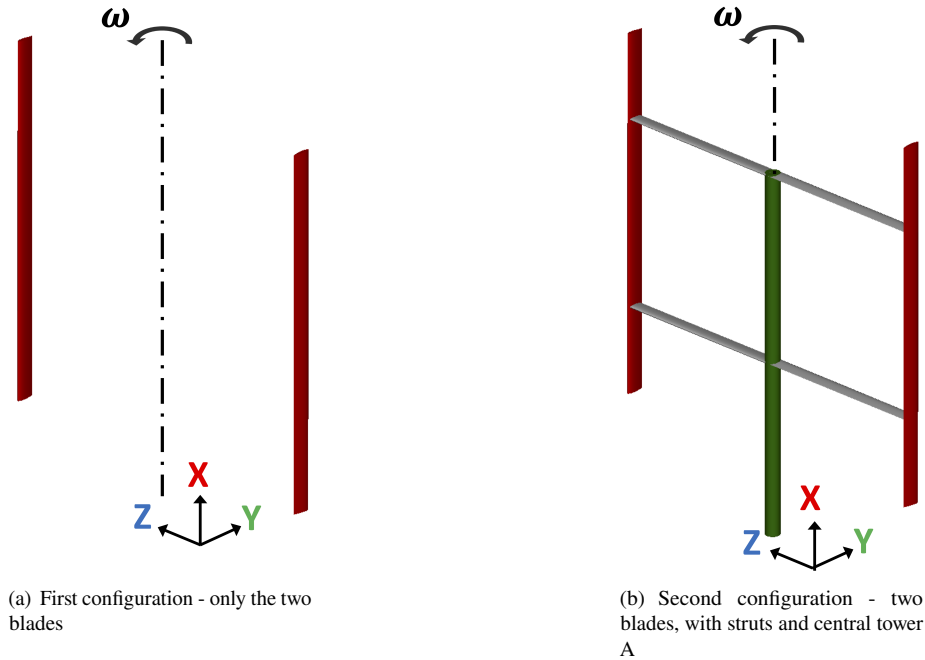 ω
X
Z
Y
(a) First configuration - only the two
blades
ω
X
Z
Y
(b) Second configuration - two
blades, with struts and central tower
A